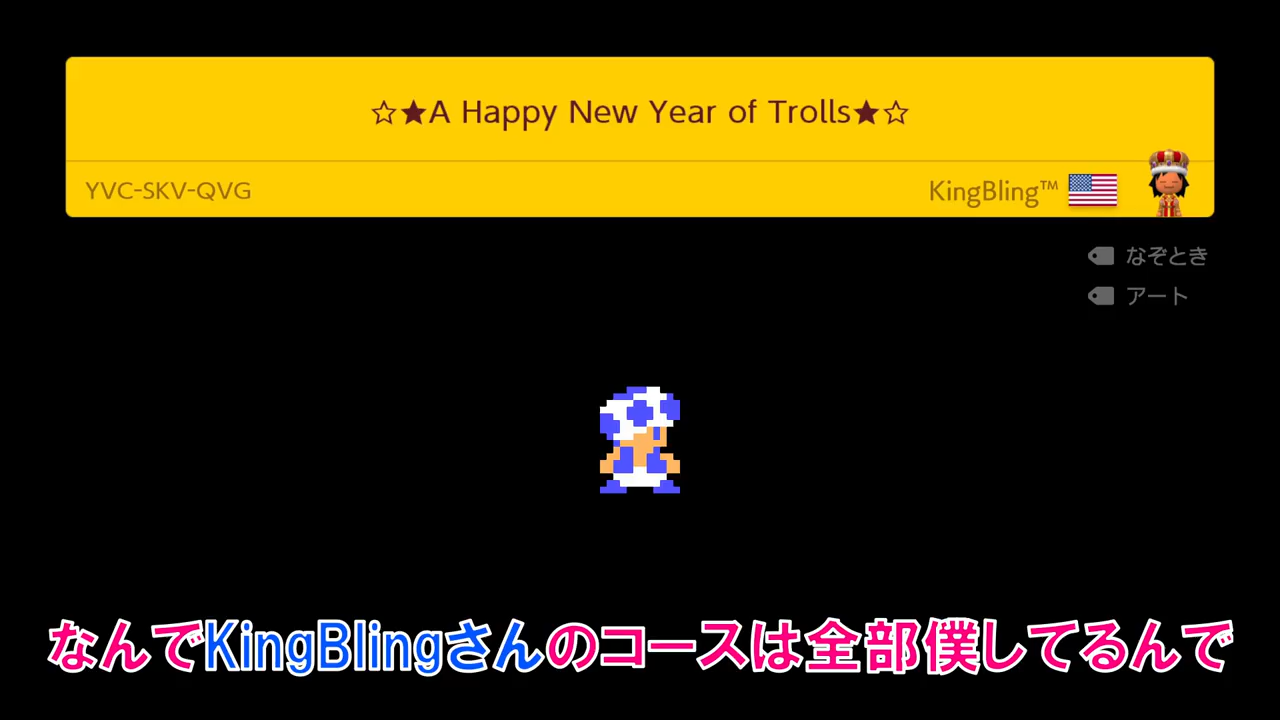 ☆★A Happy New Year of Trolls★☆
YVC-SKV-QVG
KingBling™
なぞとき
アート
なんでKingBlingさんのコースは全部僕してるんで